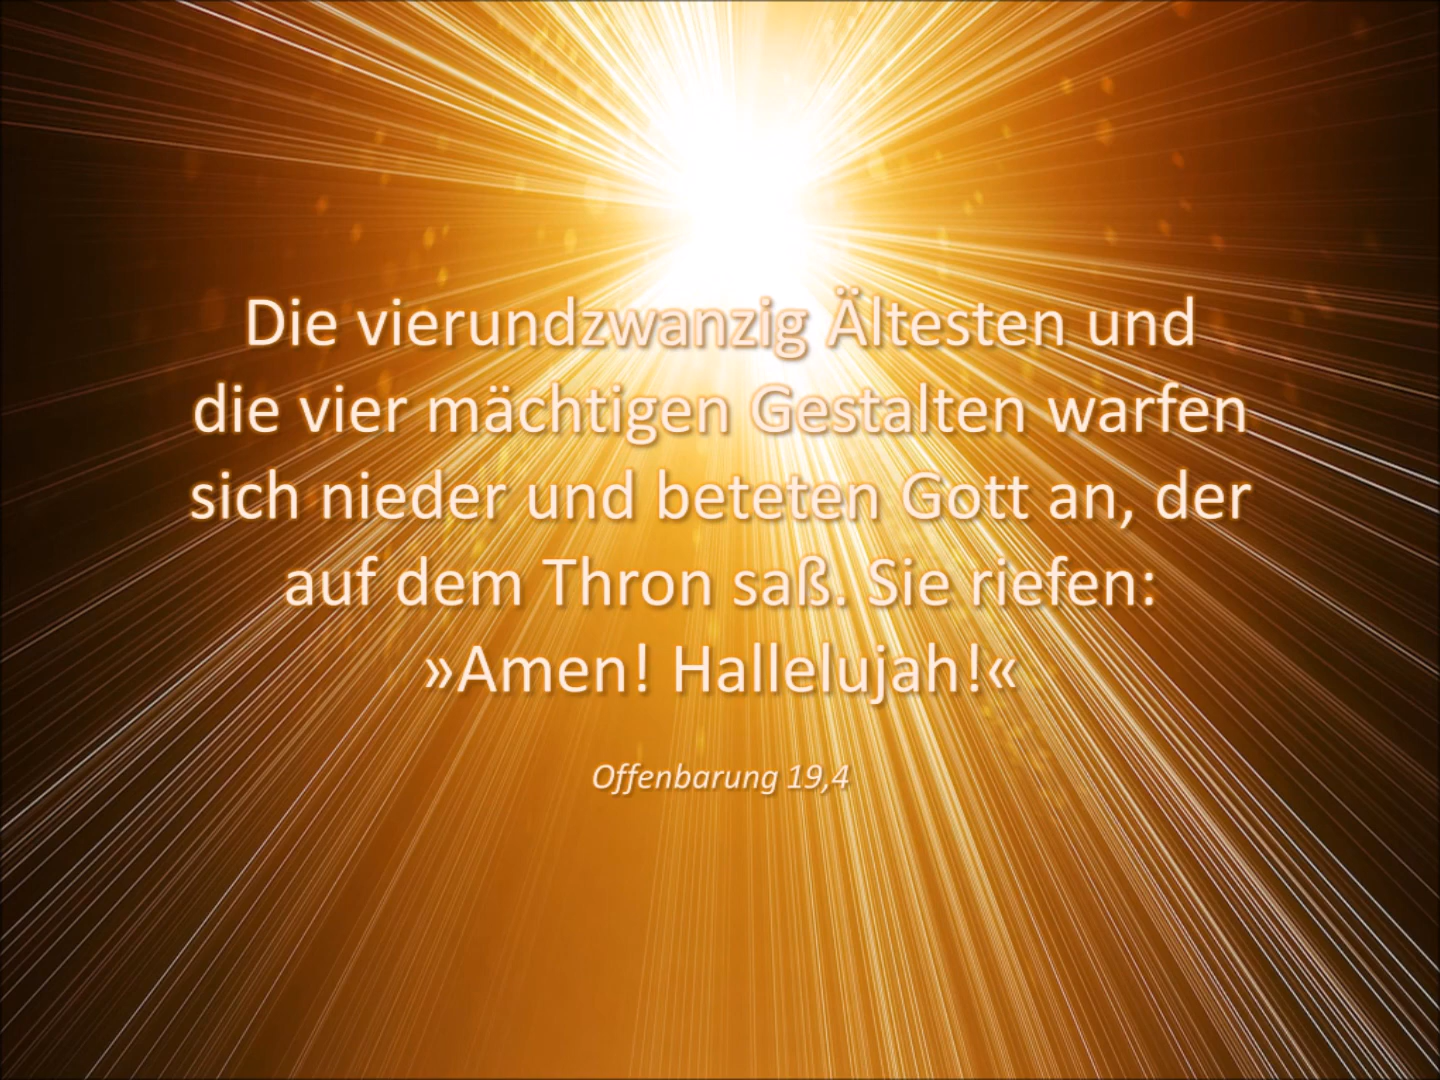 Die vierundzwanzig Ältesten und
die vier mächtigen Gestalten warfen
sich nieder und beteten Gott an, der
auf dem Thron saß. Sie riefen:
»Amen! Hallelujah!«
Offenbarung 19,4